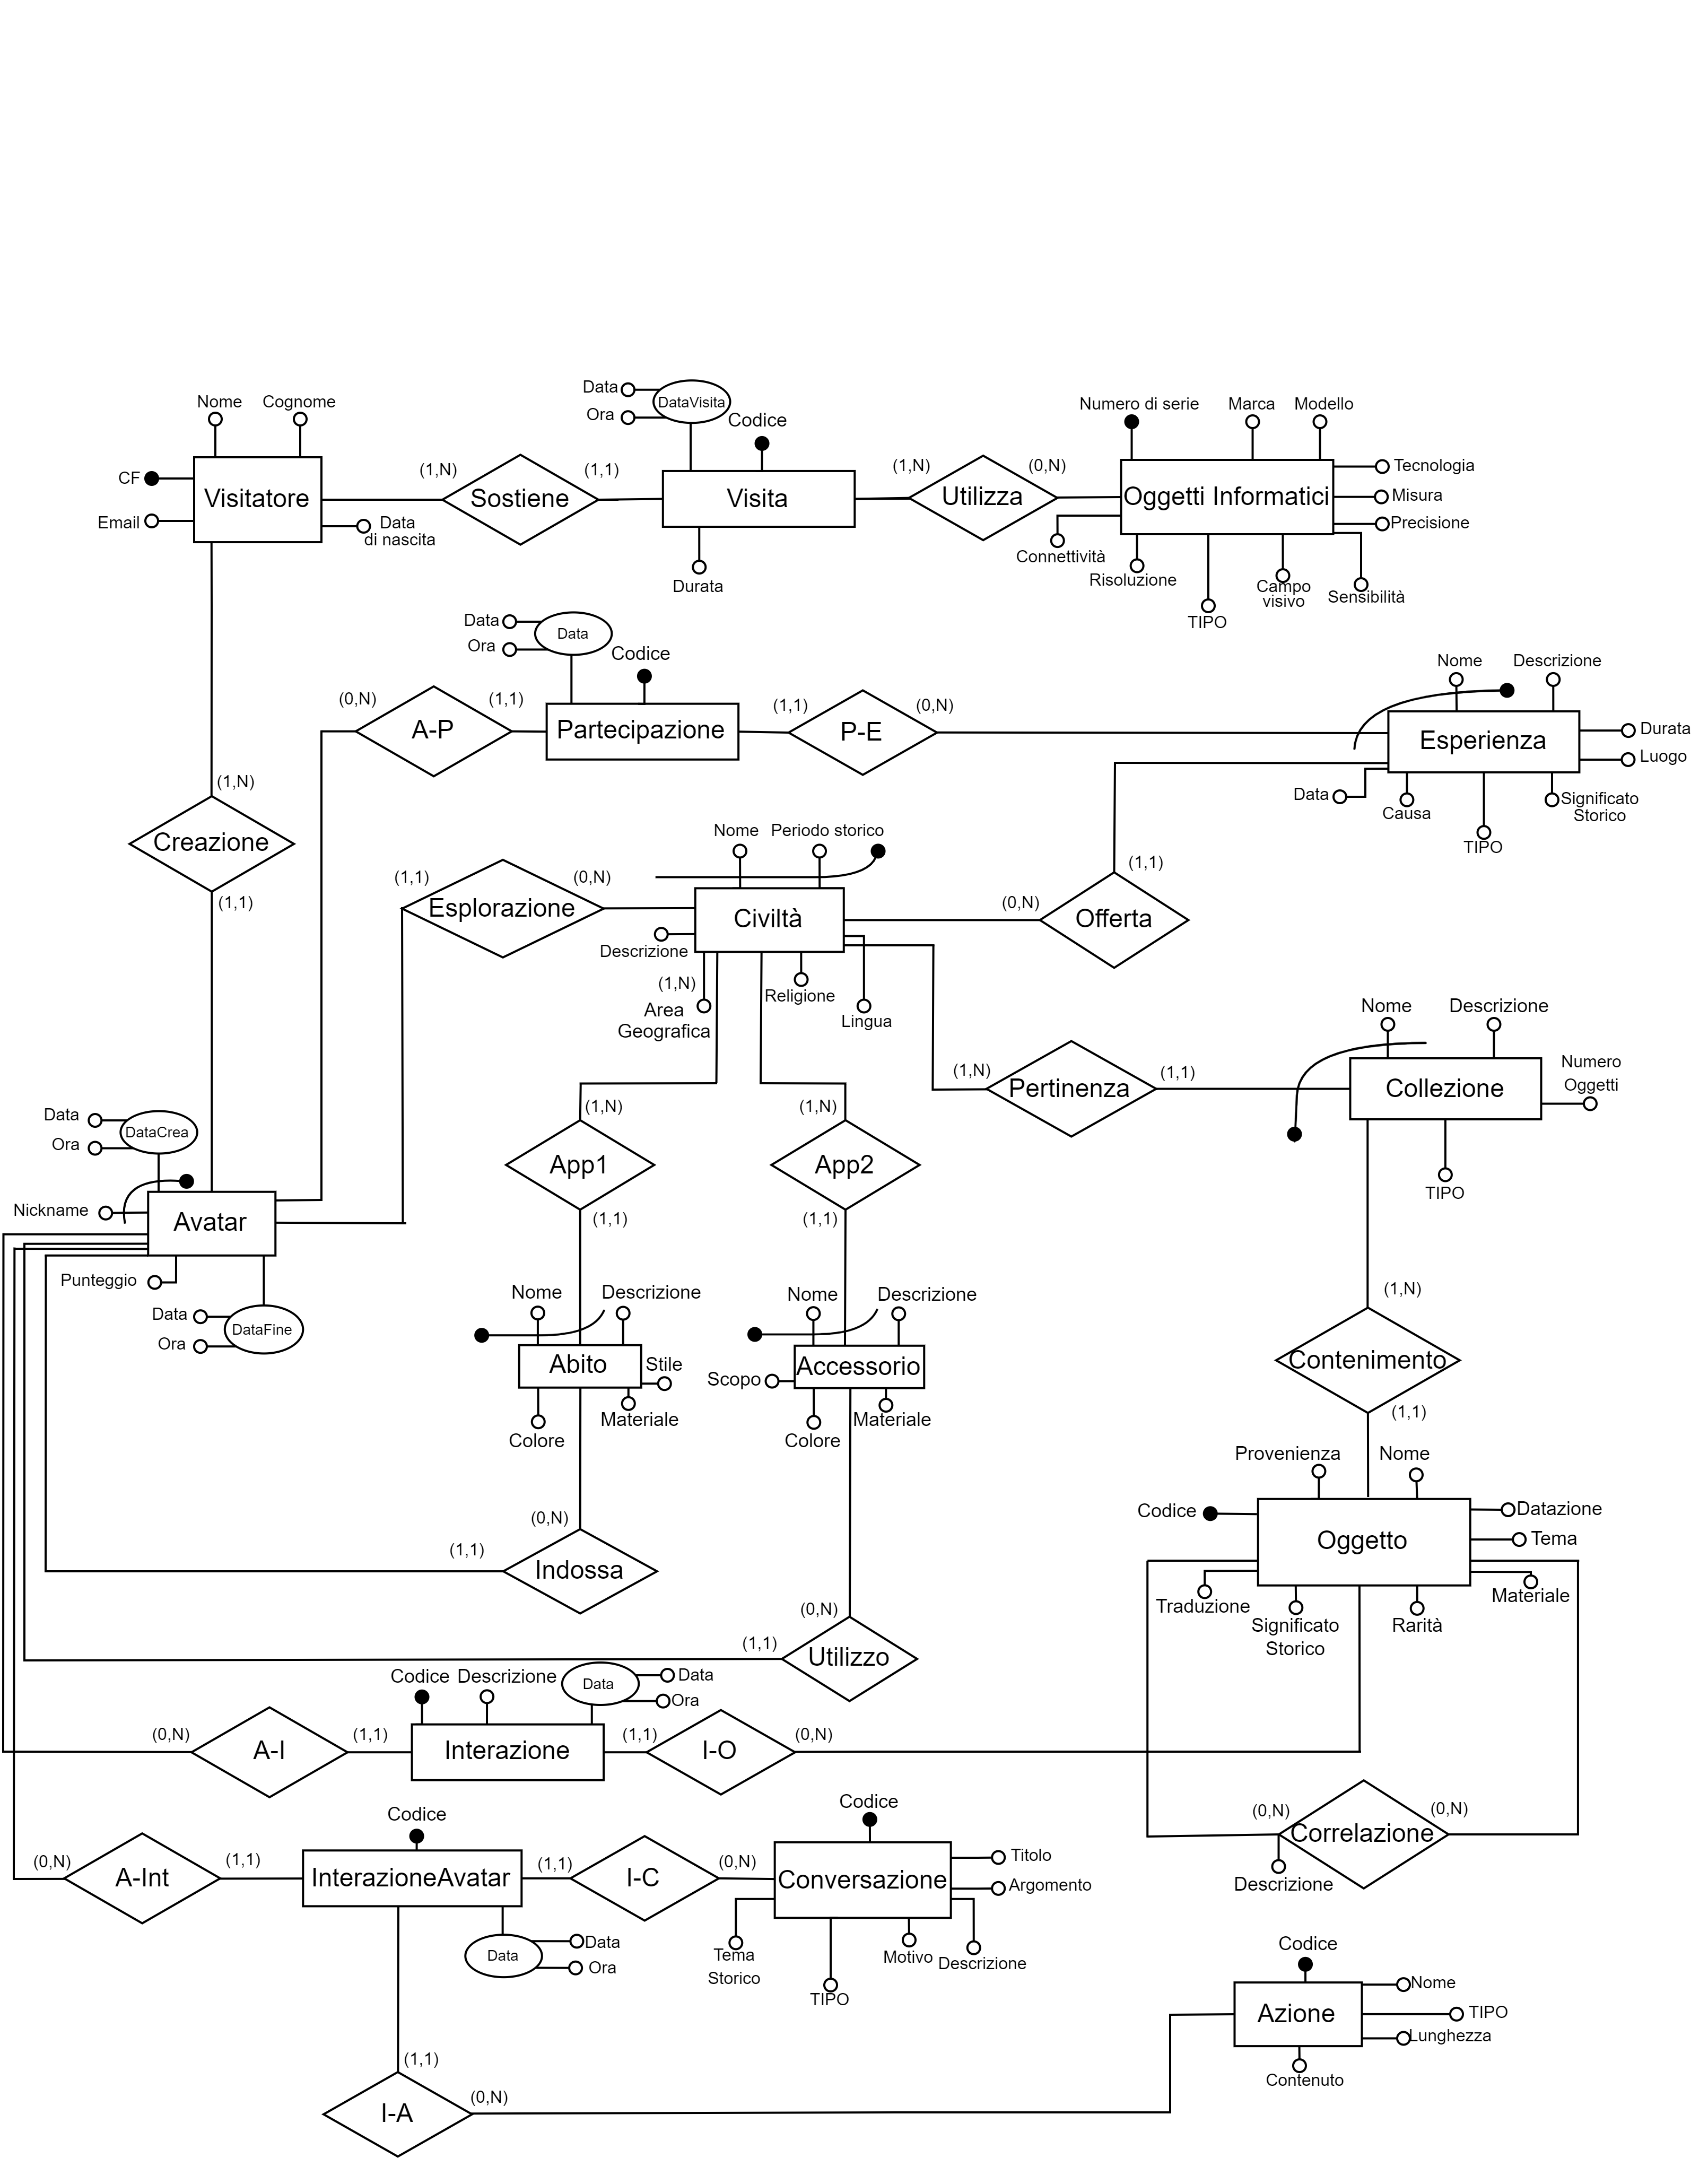 Nome
Cognome
CF
Email
Visitatore
Data
di nascita
(1,N)
Sostiene
(1,1)
Data
Ora
DataVisita
Codice
Visita
Durata
(1,N)
Utilizza
(0,N)
Numero di serie
Marca
Modello
Oggetti Informatici
Tecnologia
Misura
Precisione
Connettività
Risoluzione
TIPO
Campo
visivo
Sensibilità
Data
Ora
Data
Codice
(0,N)
A-P
(1,1)
Partecipazione
(1,1)
P-E
(0,N)
Nome
Descrizione
Esperienza
Durata
Luogo
Data
Causa
TIPO
Significato
Storico
(1,N)
Creazione
(1,1)
(1,1)
Esplorazione
(0,N)
Nome
Periodo storico
Civiltà
Descrizione
(1,N)
Area
Geografica
Religione
Lingua
(0,N)
Offerta
(1,1)
(1,N)
Pertinenza
(1,1)
Nome
Descrizione
Collezione
Numero
Oggetti
TIPO
(1,N)
App1
(1,1)
(1,N)
App2
(1,1)
Data
Ora
DataCrea
Nickname
Avatar
Punteggio
Data
Ora
DataFine
Nome
Descrizione
Abito
Stile
Colore
Materiale
Nome
Descrizione
Scopo
Accessorio
Colore
Materiale
(1,N)
Contenimento
(1,1)
Provenienza
Nome
Codice
Oggetto
Datazione
Tema
Traduzione
Significato
Storico
Rarità
Materiale
(0,N)
(1,1)
Indossa
(0,N)
(1,1)
Utilizzo
Codice
Descrizione
Data
Data
Ora
(0,N)
A-I
(1,1)
Interazione
(1,1)
I-O
(0,N)
(0,N)
Correlazione
(0,N)
Descrizione
Codice
(0,N)
A-Int
(1,1)
InterazioneAvatar
(1,1)
I-C
(0,N)
Data
Data
Ora
Codice
Conversazione
Titolo
Argomento
Tema
Storico
TIPO
Motivo
Descrizione
Codice
Azione
Nome
TIPO
Lunghezza
Contenuto
(1,1)
I-A
(0,N)